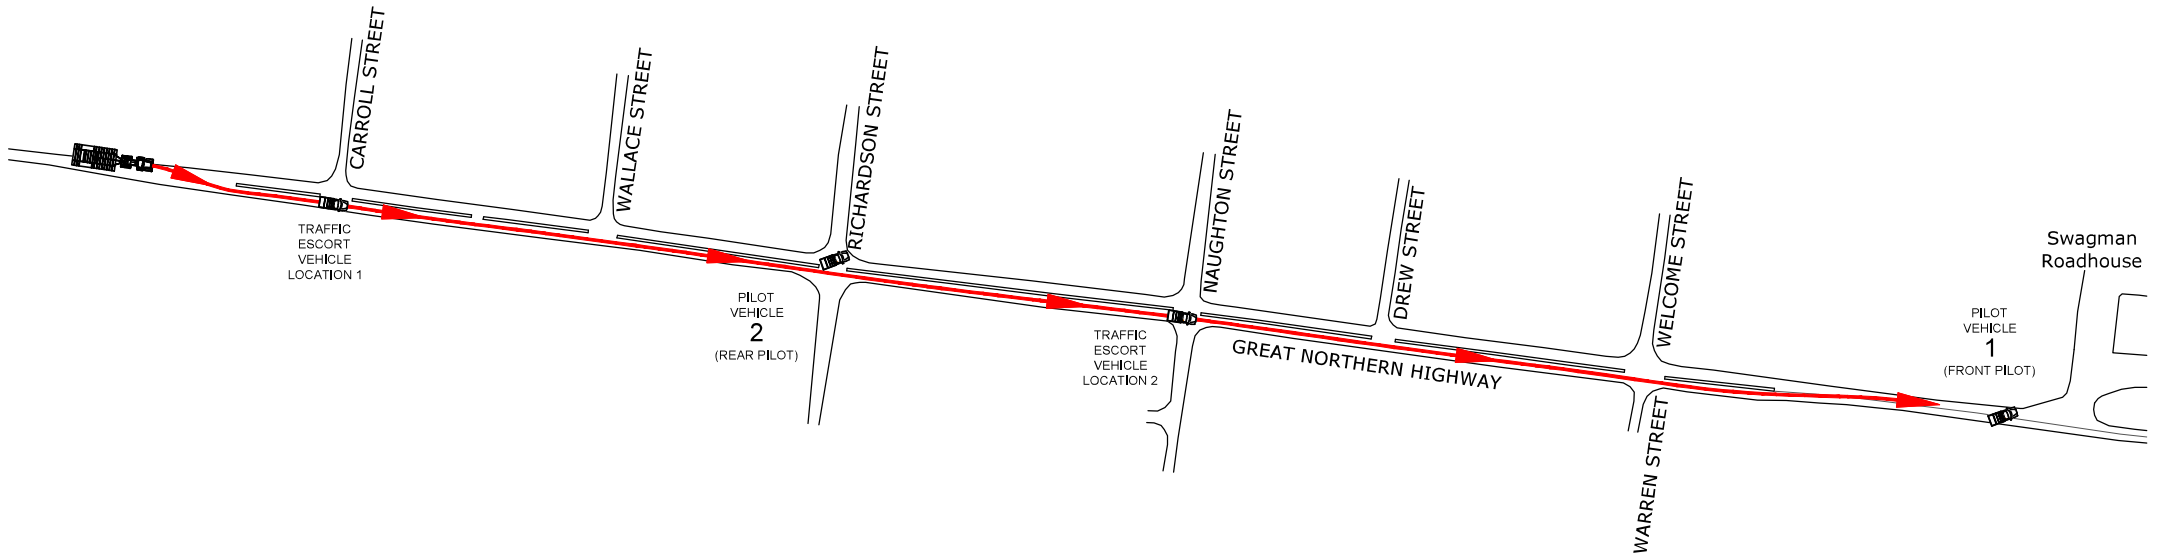 CARROLL STREET
WALLACE STREET
RICHARDSON STREET
NAUGHTON STREET
DREW STREET
WELCOME STREET
Swagman
Roadhouse
TRAFFIC
ESCORT
VEHICLE
LOCATION 1
PILOT
VEHICLE
2
(REAR PILOT)
TRAFFIC
ESCORT
VEHICLE
LOCATION 2
GREAT NORTHERN HIGHWAY
PILOT
VEHICLE
1
(FRONT PILOT)
WARREN STREET